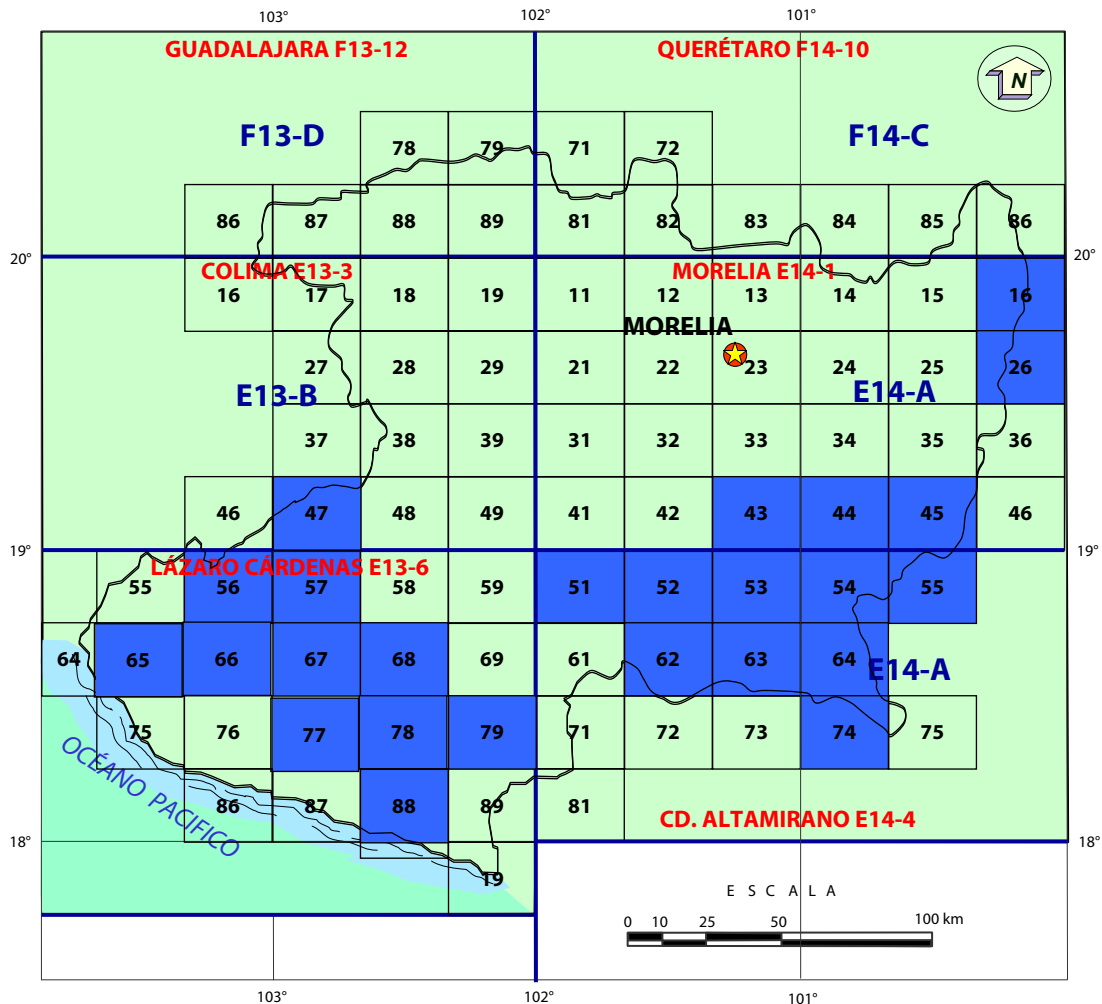 103° 102° 101°
GUADALAJARA F13-12 QUERÉTARO F14-10
N
F13-D F14-C
78 79 71 72
86 87 88 89 81 82 83 84 85 86
20° 20°
COLIMA E13-3 MORELIA E14-1
16 17 18 19 11 12 13 14 15 16
MORELIA
27 28 29 21 22 23 24 25 26
E13-B E14-A
37 38 39 31 32 33 34 35 36
46 47 48 49 41 42 43 44 45 46
19° 19°
LÁZARO CÁRDENAS E13-6
55 56 57 58 59 51 52 53 54 55
64 65 66 67 68 69 61 62 63 64
E14-A
75 76 77 78 79 71 72 73 74 75
OCÉANO PACIFICO
86 87 88 89 81
CD. ALTAMIRANO E14-4
18° 18°
19
ESCALA
0 10 25 50 100 km
103° 102° 101°